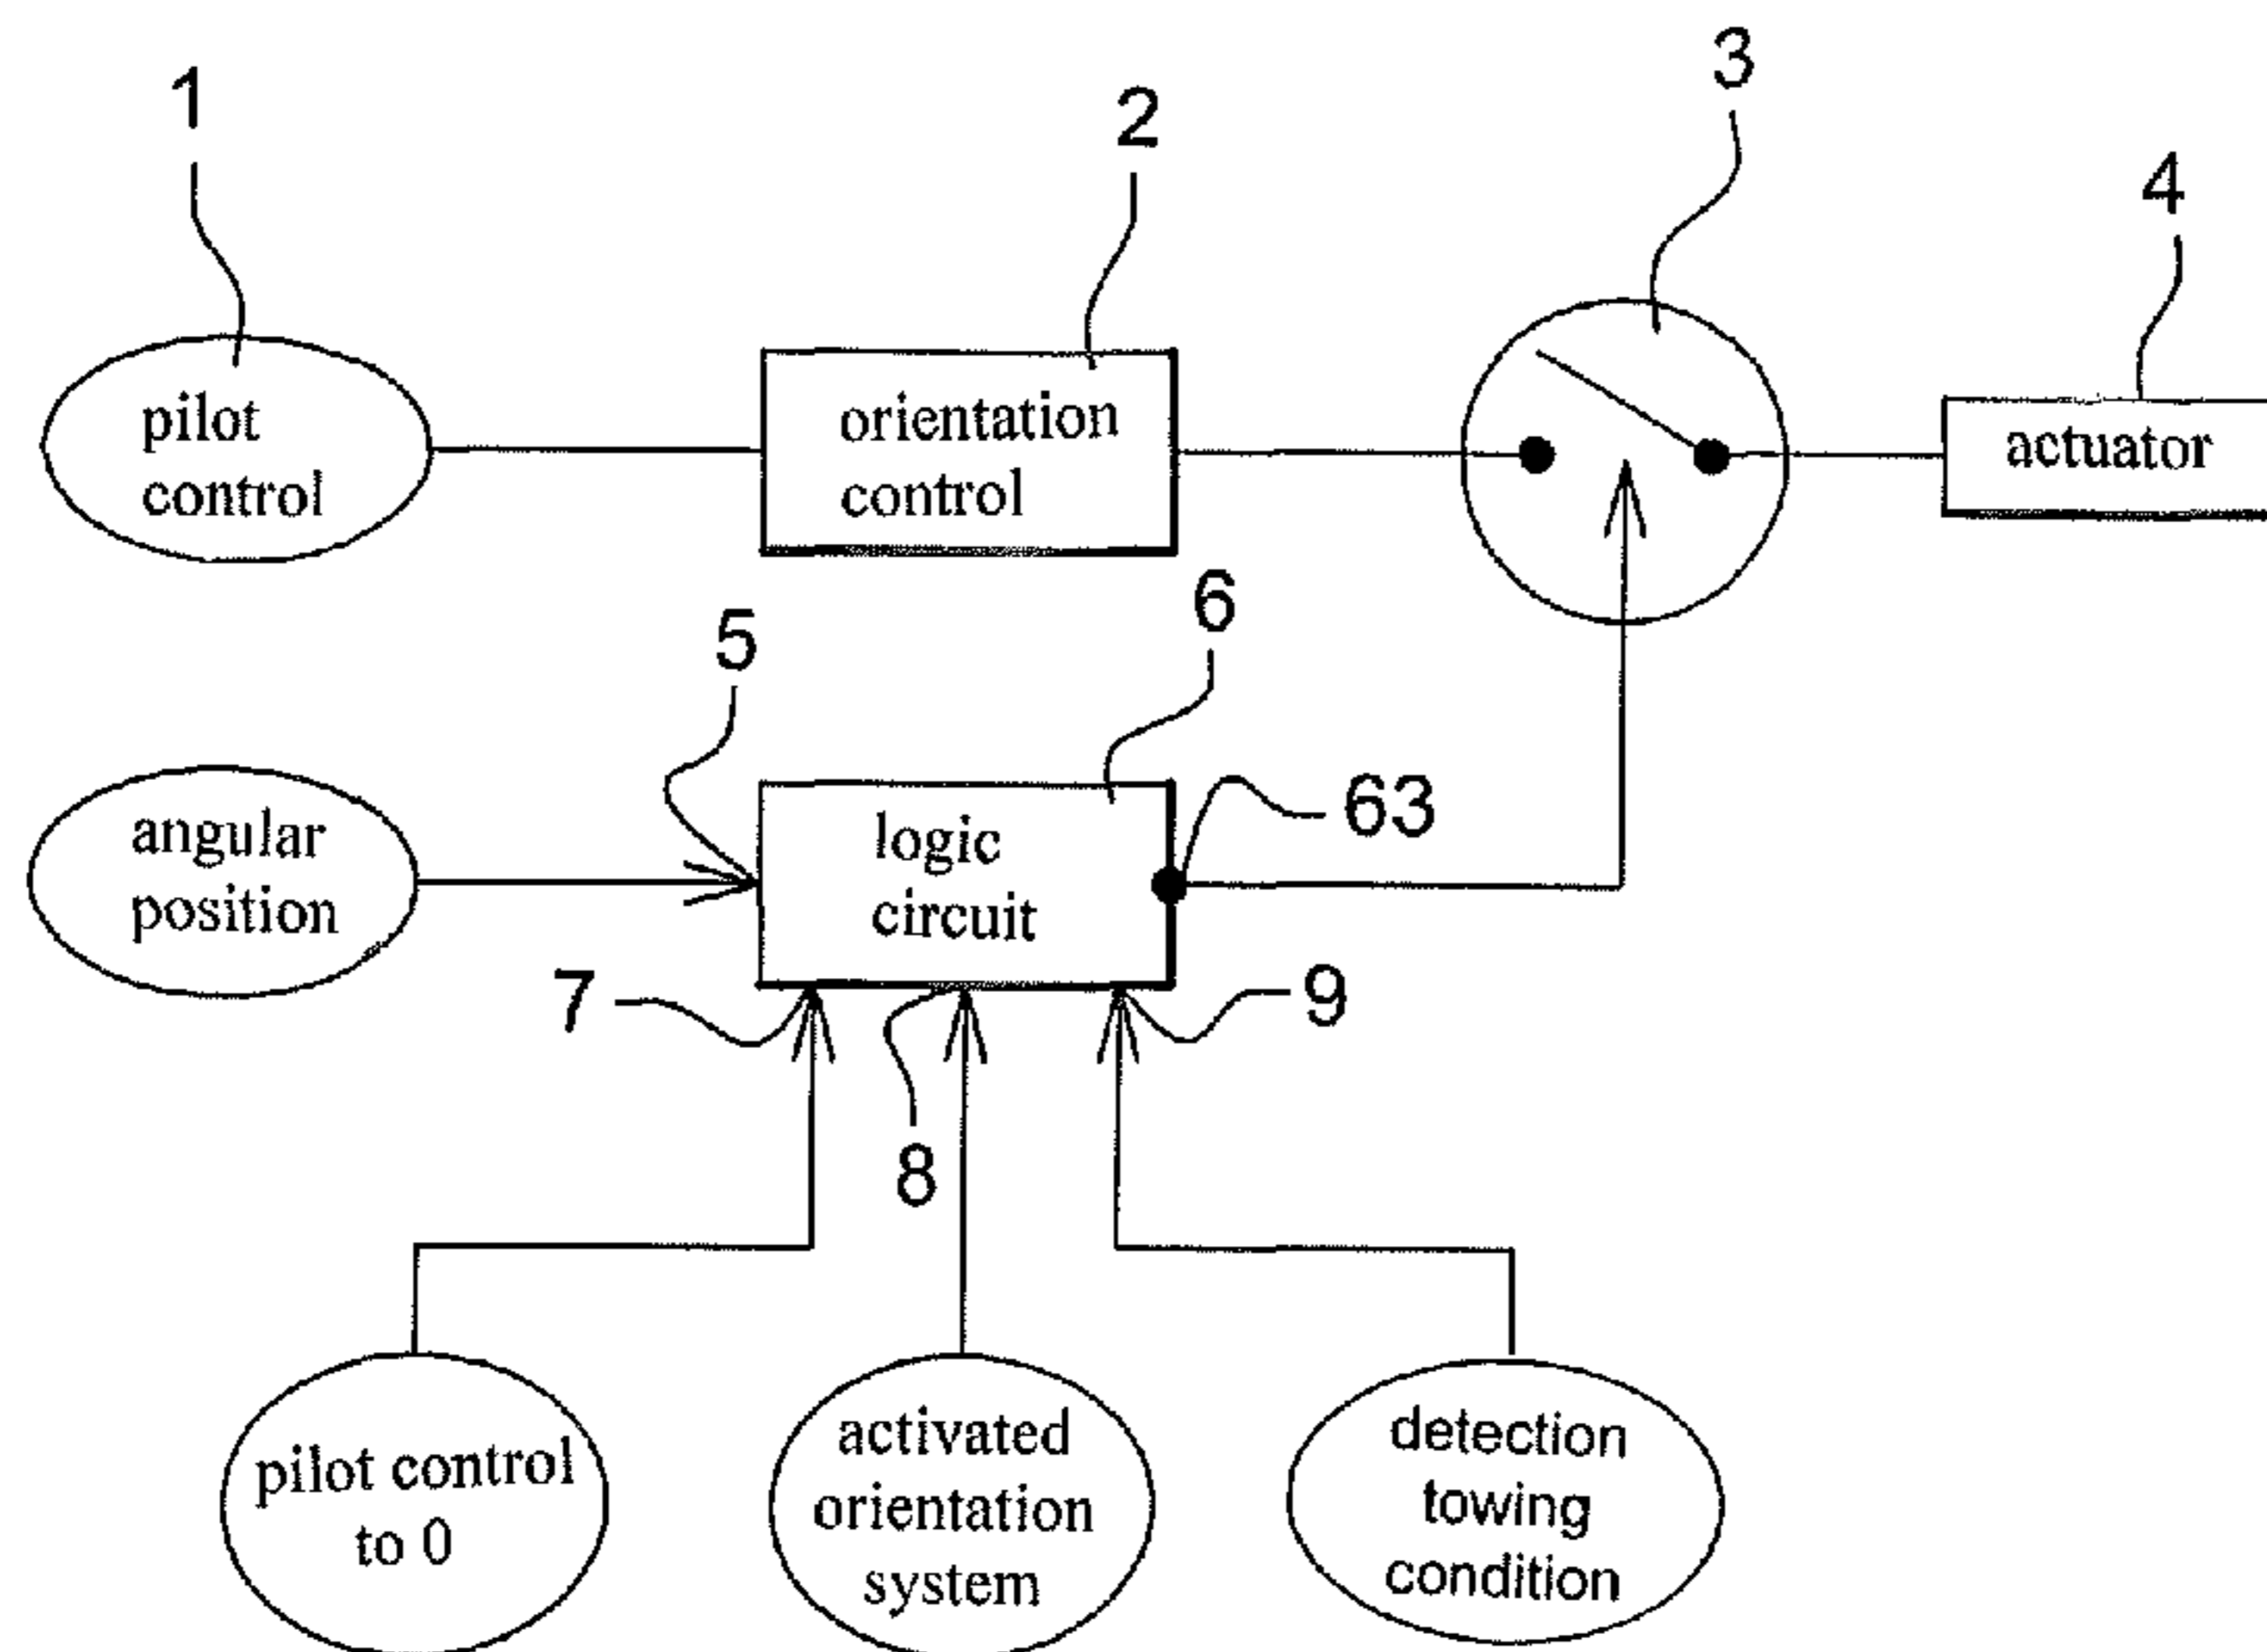 1
2
3
4
pilot
control
orientation
control
actuator
5
6
63
angular
position
logic
circuit
7
9
8
pilot control
to 0
activated
orientation
system
detection
towing
condition